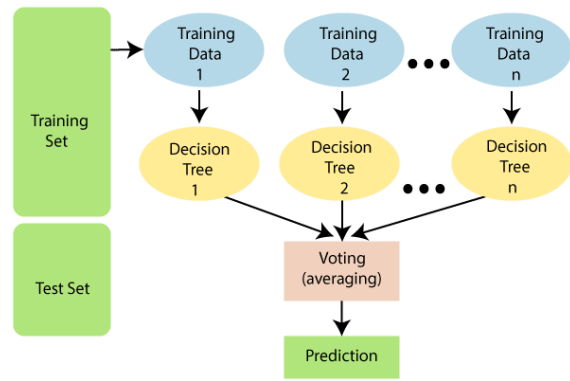 Training
Set
Test Set
Training
Data
1
Training
Data
2
Training
Data
n
Decision
Tree
1
Decision
Tree
2
Decision
Tree
n
Voting
(averaging)
Prediction